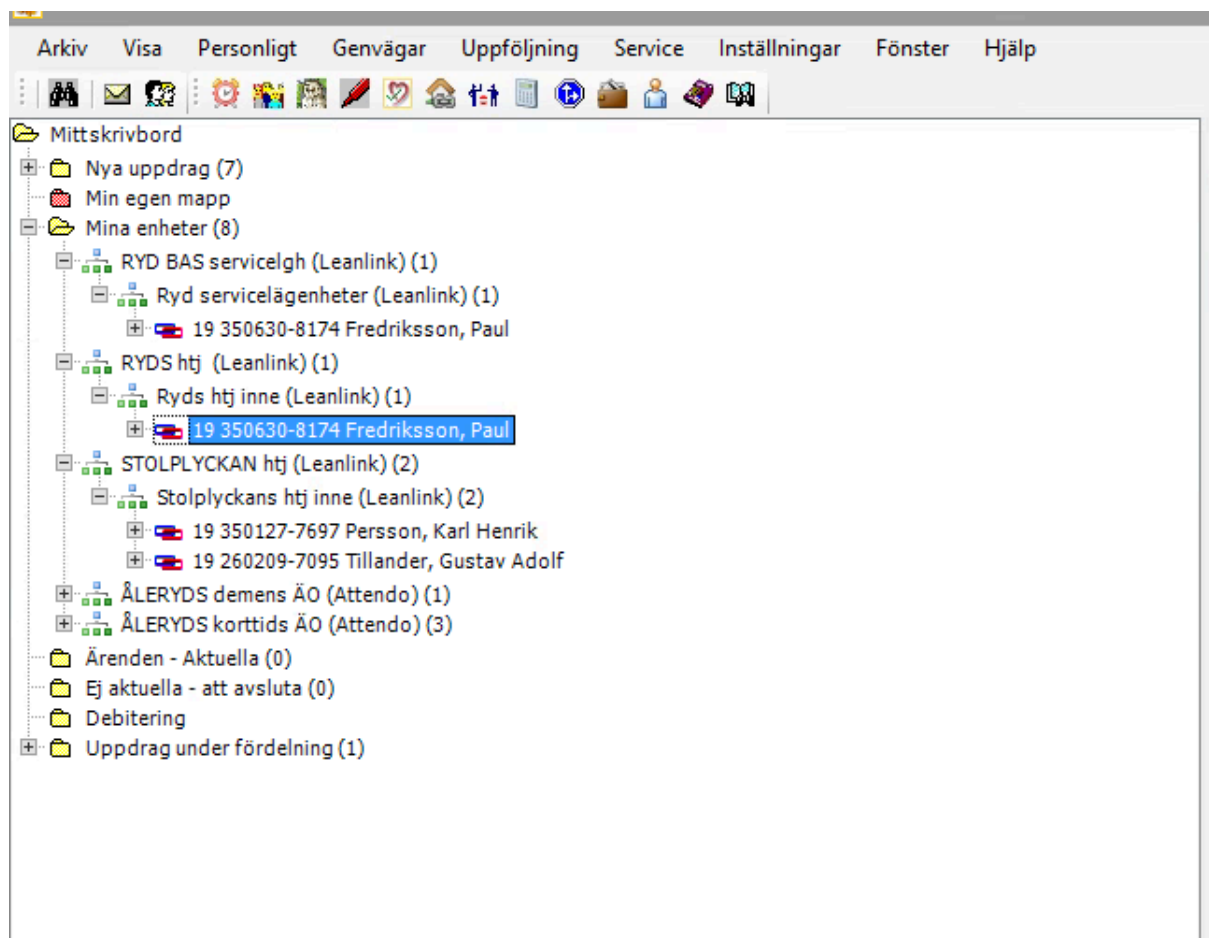 Arkiv Visa Personligt Genvägar Uppföljning Service Inställningar Fönster Hjälp
Mittskrivbord
Nya uppdrag (7)
Min egen mapp
Mina enheter (8)
RYD BAS servicelgh (Leanlink) (1)
Ryd servicelägenheter (Leanlink) (1)
19 350630-8174 Fredriksson, Paul
RYDS htj (Leanlink) (1)
Ryds htj inne (Leanlink) (1)
19 350630-8174 Fredriksson, Paul
STOLPLYCKAN htj (Leanlink) (2)
Stolplyckans htj inne (Leanlink) (2)
19 350127-7697 Persson, Karl Henrik
19 260209-7095 Tillander, Gustav Adolf
ÅLERYDS demens ÄO (Attendo) (1)
ÅLERYDS korttids ÄO (Attendo) (3)
Ärenden - Aktuella (0)
Ej aktuella - att avsluta (0)
Debitering
Uppdrag under fördelning (1)